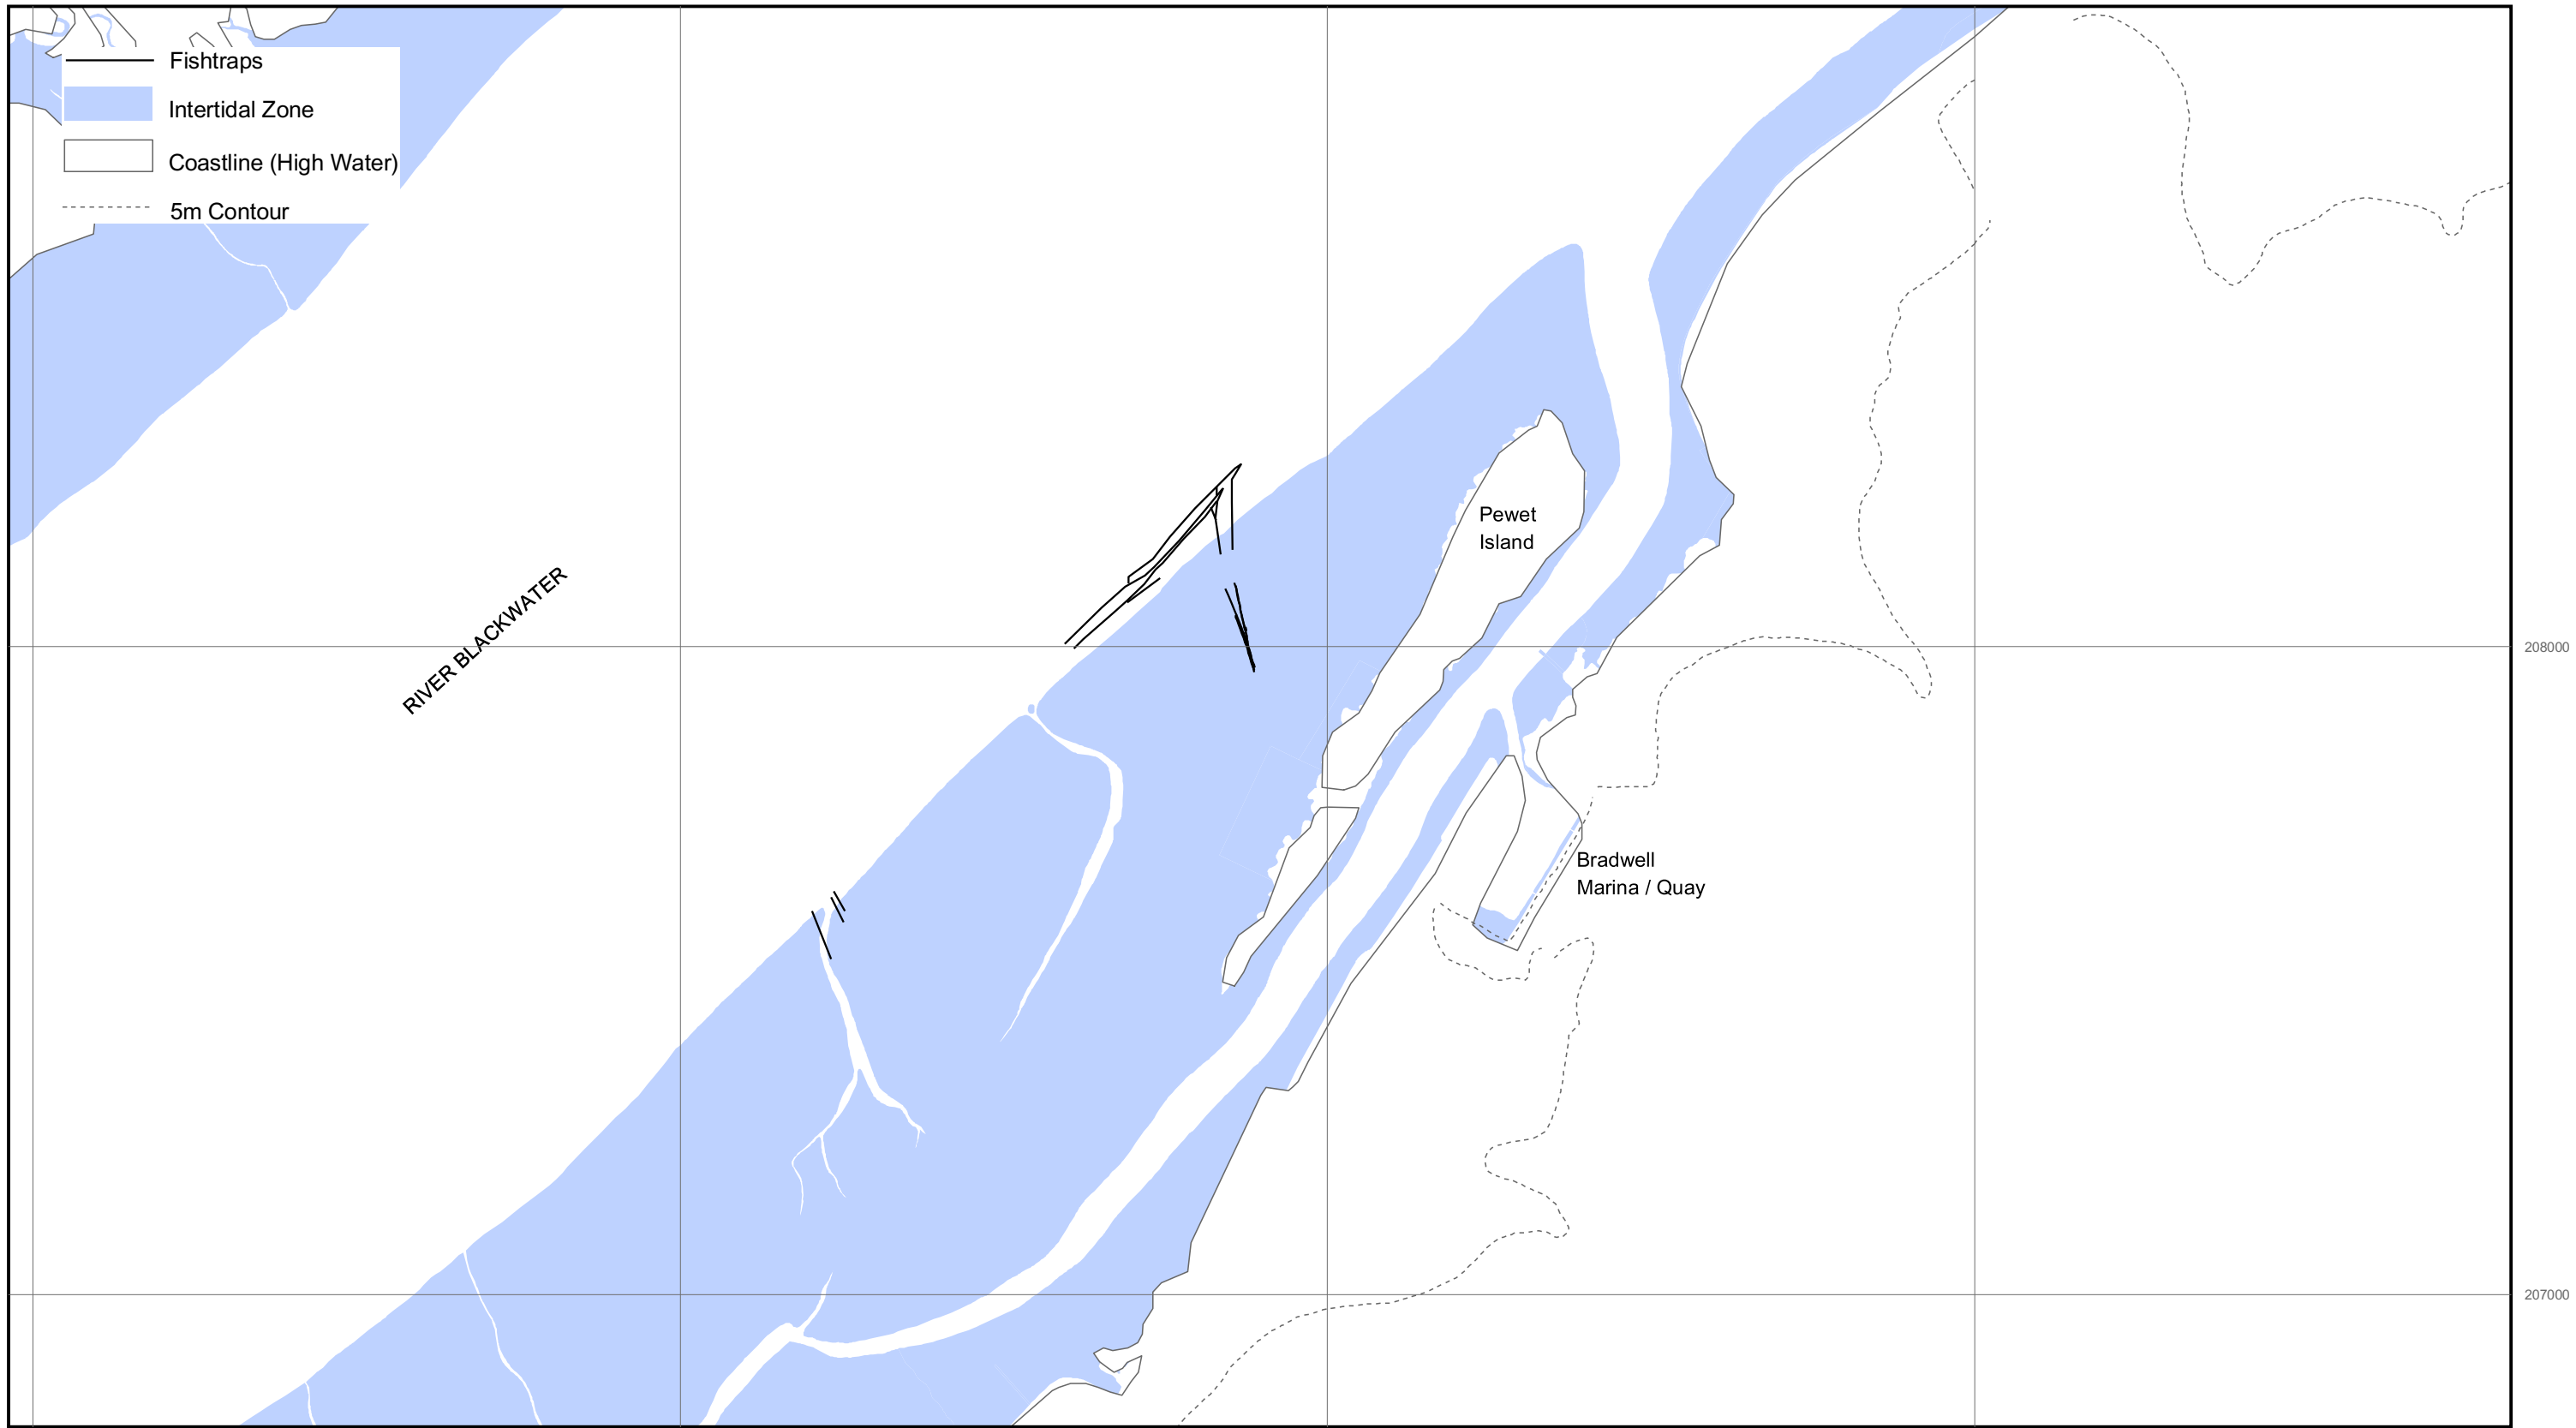 Fishtraps
Intertidal Zone
Coastline (High Water)
5m Contour
Pewet
Island
RIVER BLACKWATER
208000
Bradwell
Marina / Quay
207000